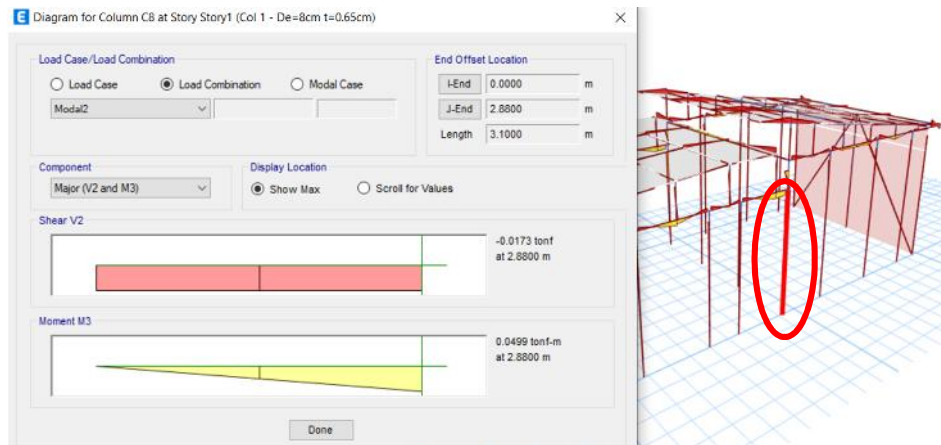 E Diagram for Column C8 at Story Story1 (Col 1 - De=8cm t=0.65cm)
Load Case/Load Combination
Load Case Load Combination Modal Case
Modal2
End Offset Location
I-End 0.0000 m
J-End 2.8800 m
Length 3.1000 m
Component
Major (V2 and M3)
Display Location
Show Max Scroll for Values
Shear V2
-0.0173 tonf
at 2.8800 m
Moment M3
0.0499 tonf-m
at 2.8800 m
Done